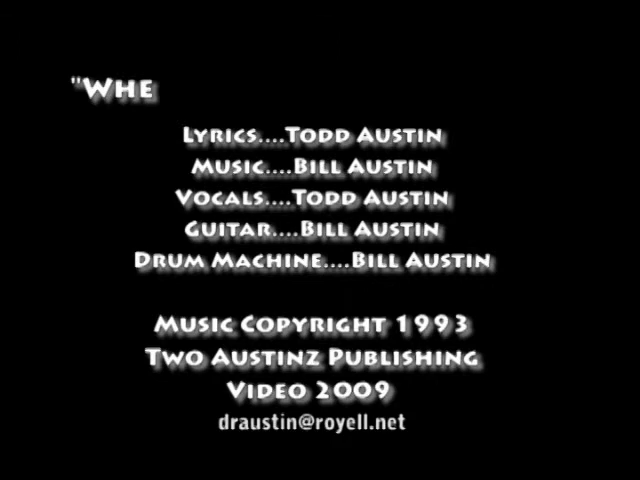 "Whe
Lyrics....Todd Austin
Music....Bill Austin
Vocals....Todd Austin
Guitar....Bill Austin
Drum Machine....Bill Austin
Music Copyright 1993
Two Austinz Publishing
Video 2009
draustin@royell.net